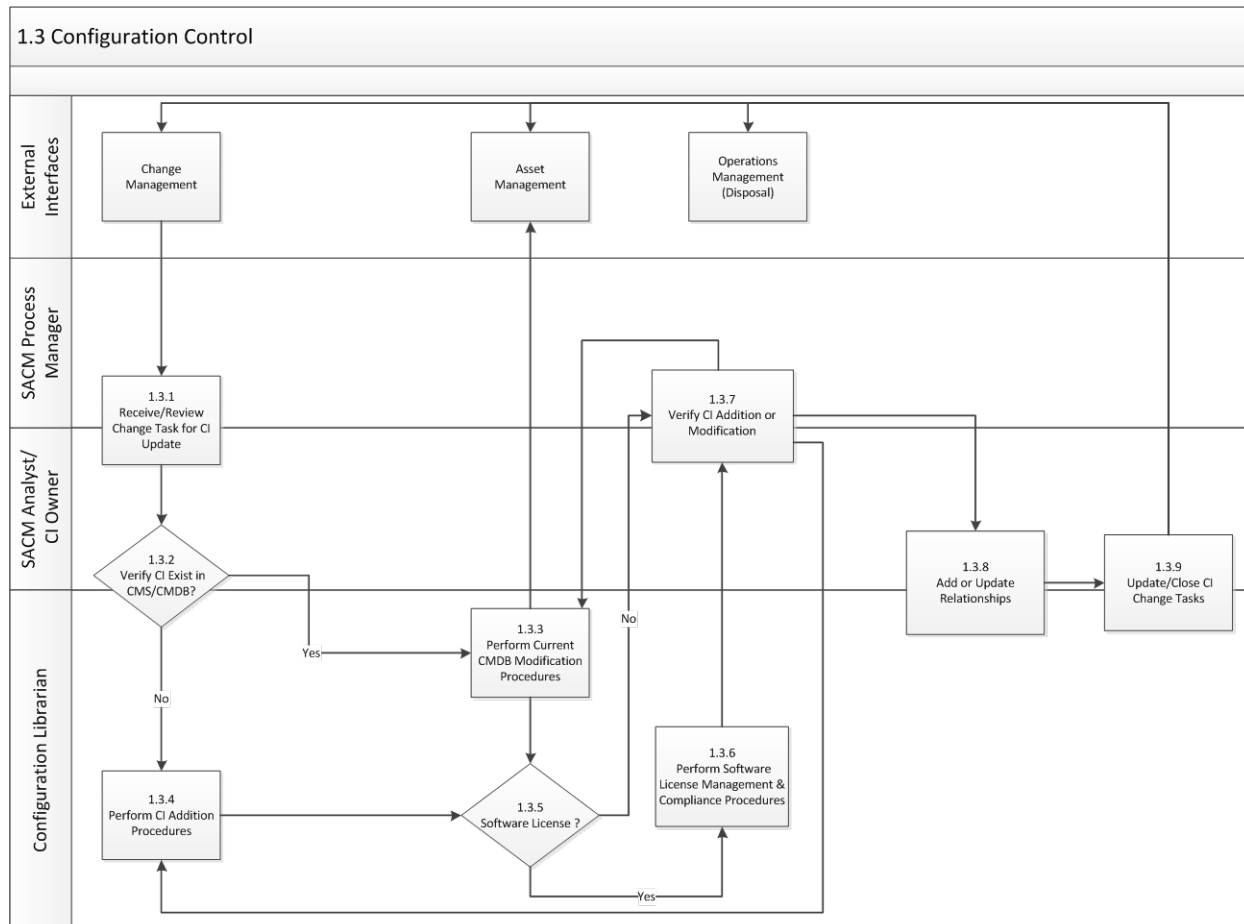 1.3 Configuration Control
External
Interfaces
Change
Management
Asset
Management
Operations
Management
(Disposal)
SACM Process
Manager
1.3.1
Receive/Review
Change Task for CI
Update
1.3.7
Verify CI Addition or
Modification
SACM Analyst/
CI Owner
1.3.2
Verify CI Exist in
CMS/CMDB?
1.3.8
Add or Update
Relationships
1.3.9
Update/Close CI
Change Tasks
Configuration Librarian
Yes
No
1.3.3
Perform Current
CMDB Modification
Procedures
No
1.3.4
Perform CI Addition
Procedures
1.3.5
Software License ?
1.3.6
Perform Software
License Management &
Compliance Procedures
Yes